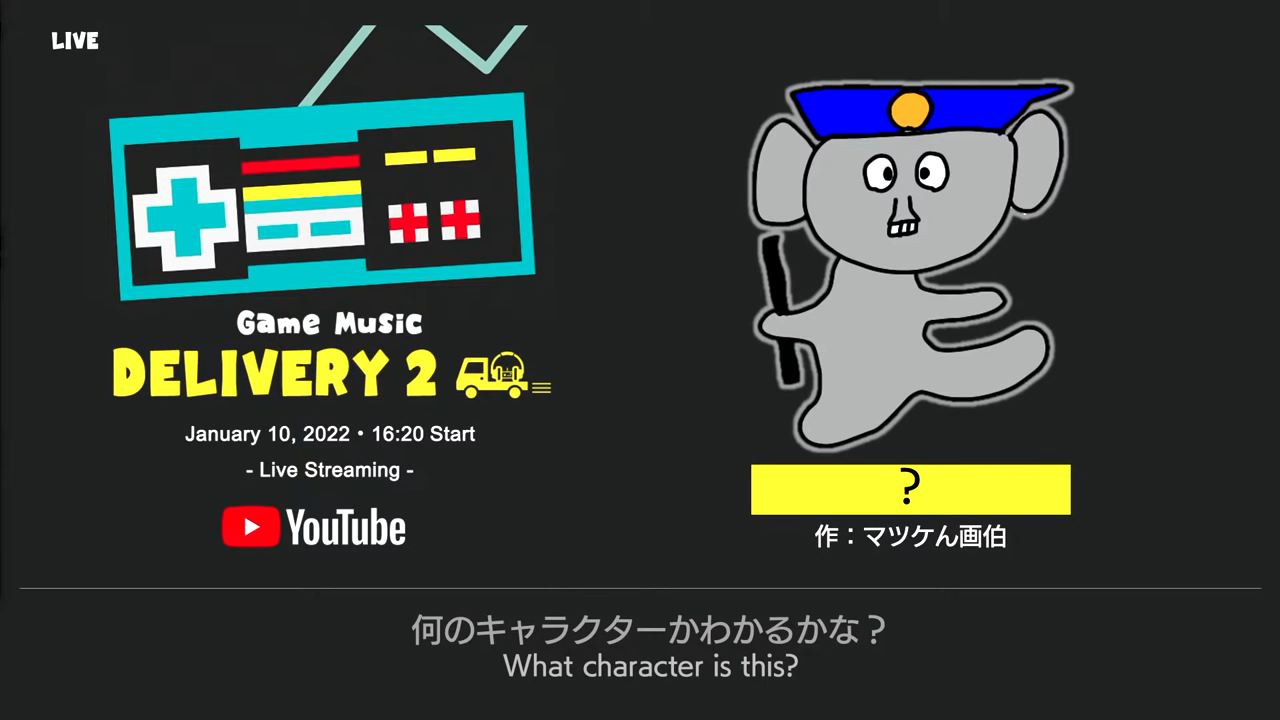 LIVE
Game Music
DELIVERY 2
January 10, 2022・16:20 Start
- Live Streaming -
YouTube
?
作：マツケん画伯
何のキャラクターかわかるかな？
What character is this?